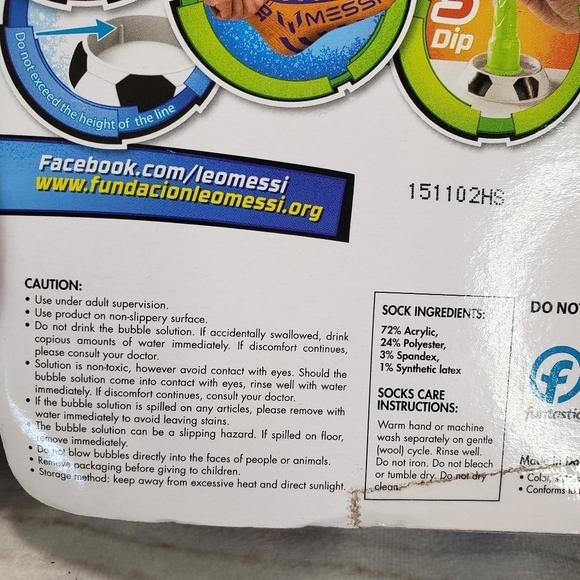 10 MESSI
8
Dip
Do not exceed the height of the line
Facebook.com/leomessi
www.fundacionleomessi.org
151102HS
CAUTION:
• Use under adult supervision.
• Use product on non-slippery surface.
• Do not drink the bubble solution. If accidentally swallowed, drink
copious amounts of water immediately. If discomfort continues,
please consult your doctor.
• Solution is non-toxic, however avoid contact with eyes. Should the
bubble solution come into contact with eyes, rinse well with water
immediately. If discomfort continues, consult your doctor.
• If the bubble solution is spilled on any articles, please remove with
water immediately to avoid leaving stains.
• The bubble solution can be a slipping hazard. If spilled on floor,
remove immediately.
• Do not blow bubbles directly into the faces of people or animals.
• Remove packaging before giving to children.
• Storage method: keep away from excessive heat and direct sunlight.
SOCK INGREDIENTS:
72% Acrylic,
24% Polyester,
3% Spandex,
1% Synthetic latex
SOCKS CARE
INSTRUCTIONS:
Warm hand or machine
wash separately on gentle
(wool) cycle. Rinse well.
Do not iron. Do not bleach
or tumble dry. Do not dry
clean.
DO NO
f
funtastic
• Color,
• Conforms to